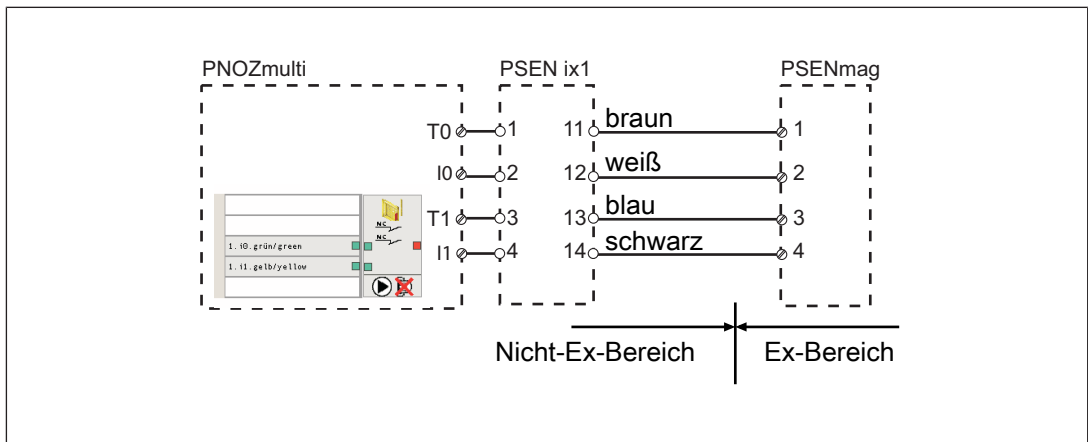 PNOZmulti PSEN ix1 PSENmag
T0 1 11 braun 1
I0 2 12 weiß 2
T1 3 13 blau 3
I1 4 14 schwarz 4
NC
NC
1.i0.grün/green
1.i1.gelb/yellow
Nicht-Ex-Bereich Ex-Bereich